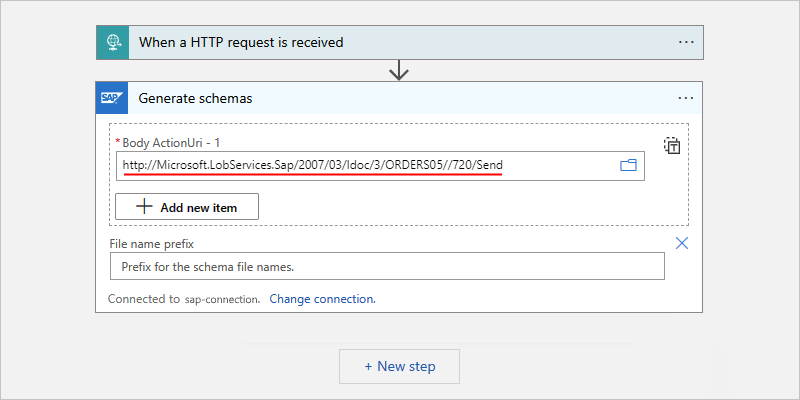 When a HTTP request is received
SAP
Generate schemas
* Body ActionUri - 1
http://Microsoft.LobServices.Sap/2007/03/Idoc/3/ORDERS05//720/Send
Add new item
File name prefix
Prefix for the schema file names.
Connected to sap-connection. Change connection.
+ New step